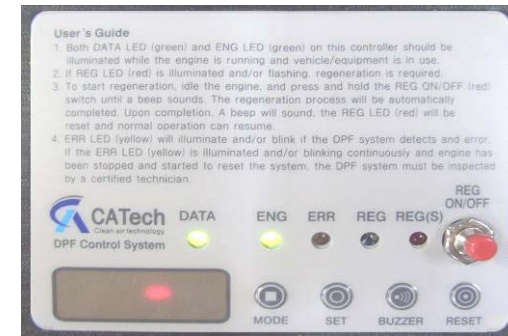 User's Guide
1. Both DATA LED (green) and ENG LED (green) on this controller should be
illuminated while the engine is running and vehicle/equipment is in use.
2. If REG LED (red) is illuminated and/or flashing, regeneration is required.
3. To start regeneration, idle the engine, and press and hold the REG ON/OFF (red)
switch until a beep sounds. The regeneration process will be automatically
completed. Upon completion, A beep will sound, the REG LED (red) will be
reset and normal operation can resume.
4. ERR LED (yellow) will illuminate and/or blink if the DPF system detects and error.
If the ERR LED (yellow) is illuminated and/or blinking continuously and engine has
been stopped and started to reset the system, the DPF system must be inspected
by a certified technician.
REG
ON/OFF
CATech
Clean air technology
DPF Control System
DATA ENG ERR REG REG(S)
MODE SET BUZZER RESET